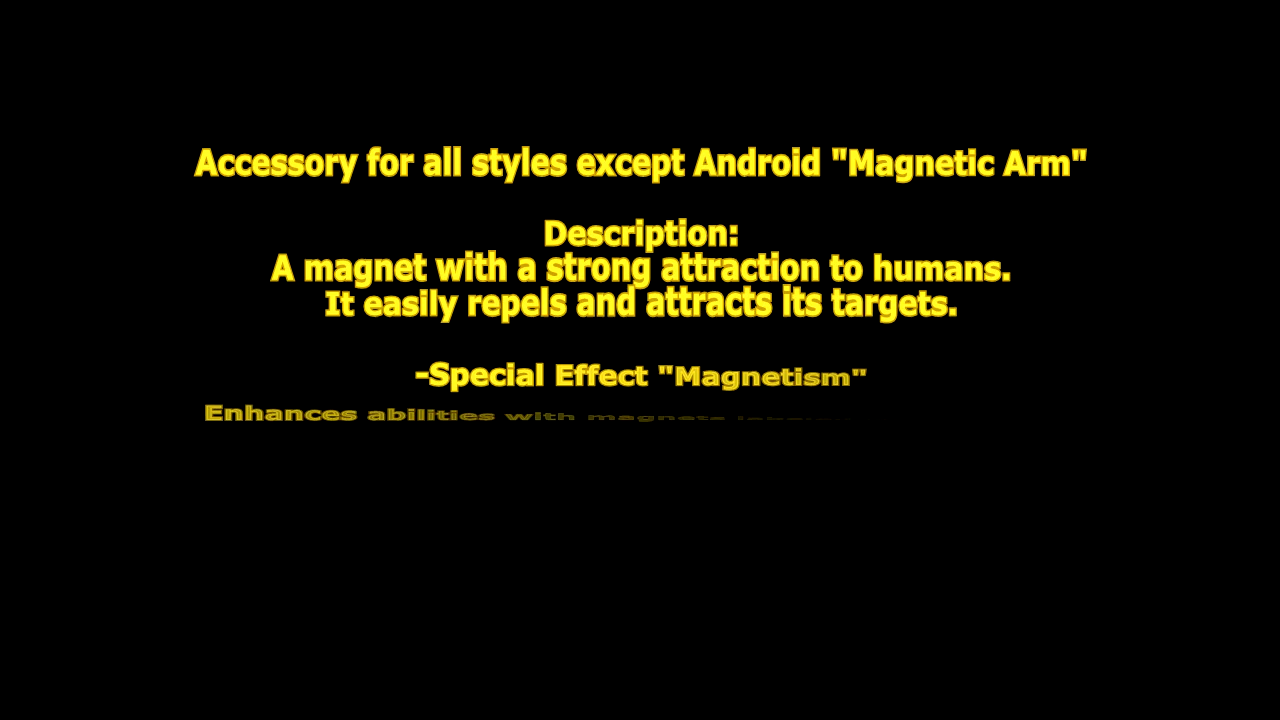 Accessory for all styles except Android "Magnetic Arm"
Description:
A magnet with a strong attraction to humans.
It easily repels and attracts its targets.
-Special Effect "Magnetism"
Enhances abilities with magnets